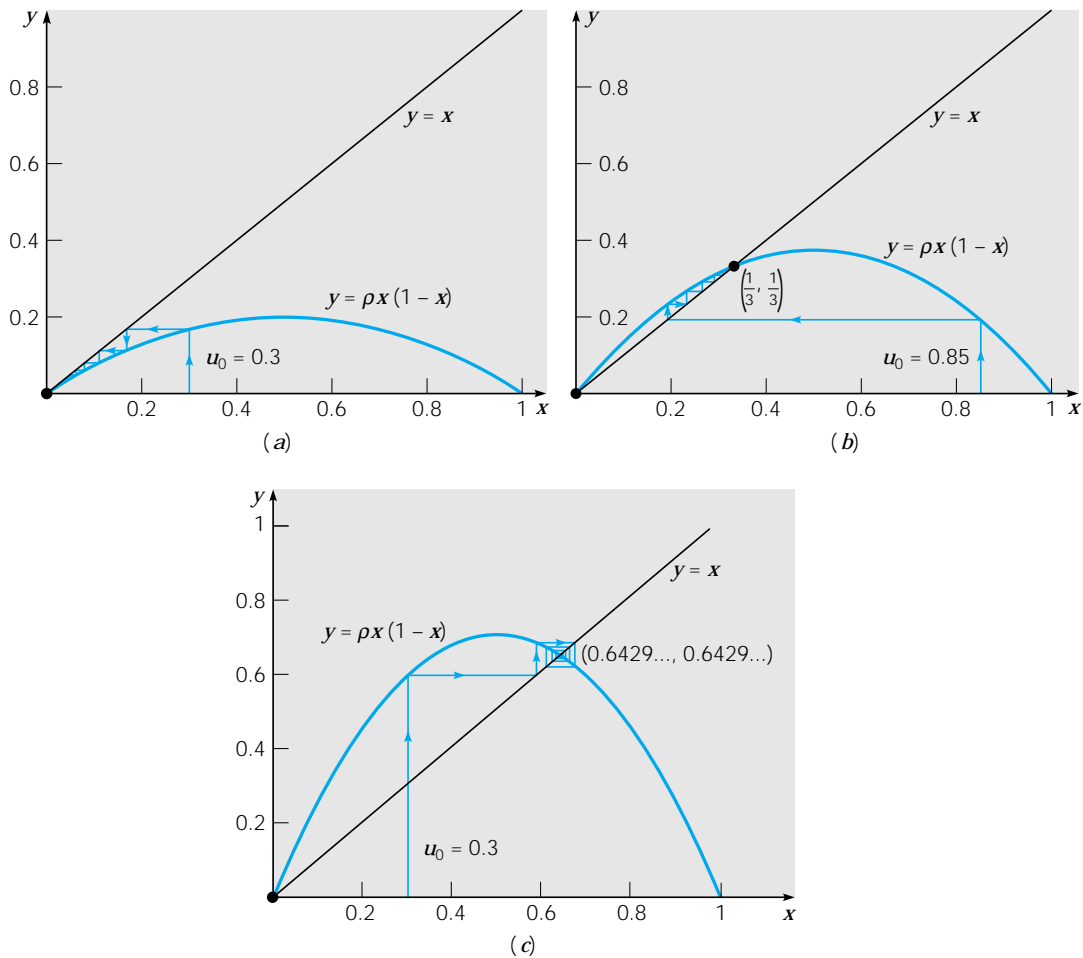 y
0.8
0.6
0.4
0.2
y = x
y = ρx (1 – x)
u₀ = 0.3
0.2
0.4
0.6
0.8
1
x
(a)
y
0.8
0.6
0.4
0.2
y = x
y = ρx (1 – x)
(1/3, 1/3)
u₀ = 0.85
0.2
0.4
0.6
0.8
1
x
(b)
y
1
0.8
0.6
0.4
0.2
y = x
y = ρx (1 – x)
(0.6429..., 0.6429...)
u₀ = 0.3
0.2
0.4
0.6
0.8
1
x
(c)